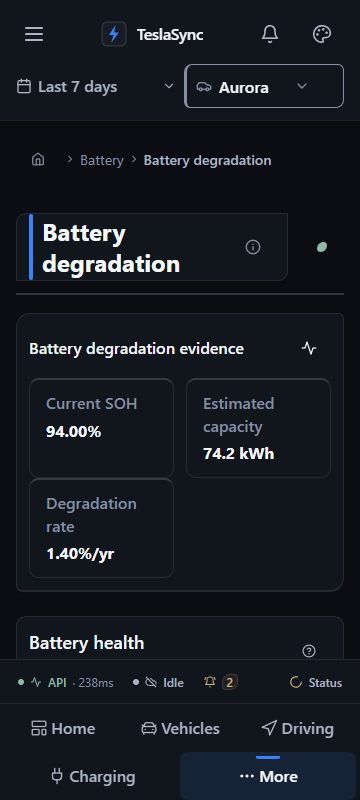 TeslaSync
Last 7 days
Aurora
Battery
Battery degradation
Battery
degradation
Battery degradation evidence
Current SOH
94.00%
Estimated
capacity
74.2 kWh
Degradation
rate
1.40%/yr
Battery health
API · 238ms
Idle
2
Status
Home
Vehicles
Driving
Charging
More